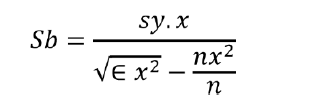 Sb = sy.x / (√∈ x² − nx²/n)